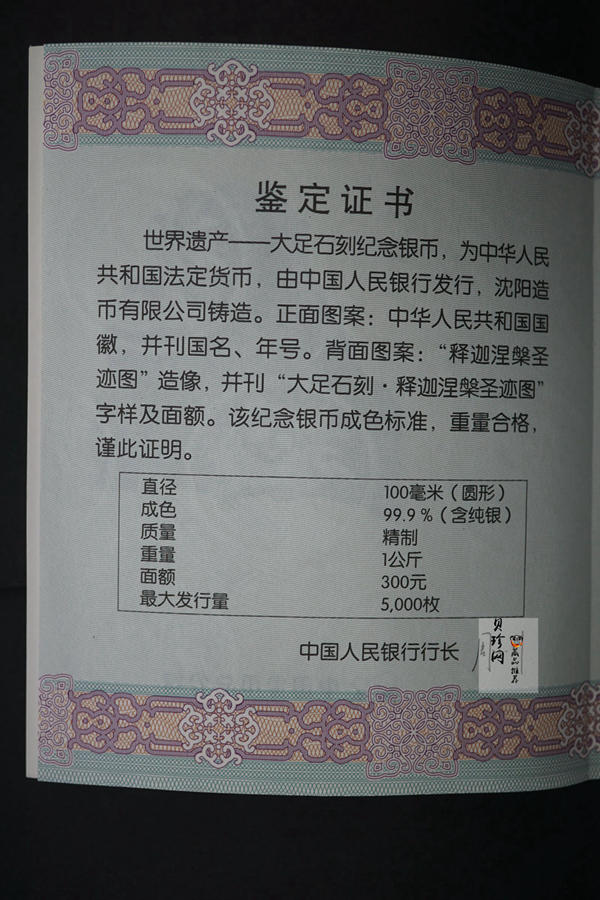 鉴定证书
世界遗产——大足石刻纪念银币，为中华人民
共和国法定货币，由中国人民银行发行，沈阳造
币有限公司铸造。正面图案：中华人民共和国国
徽，并刊国名、年号。背面图案：“释迦涅槃圣
迹图”造像，并刊“大足石刻·释迦涅槃圣迹图”
字样及面额。该纪念银币成色标准，重量合格，
谨此证明。
直径 100毫米（圆形）
成色 99.9％（含纯银）
质量 精制
重量 1公斤
面额 300元
最大发行量 5,000枚
中国人民银行行长
贝珍网
藏品推荐